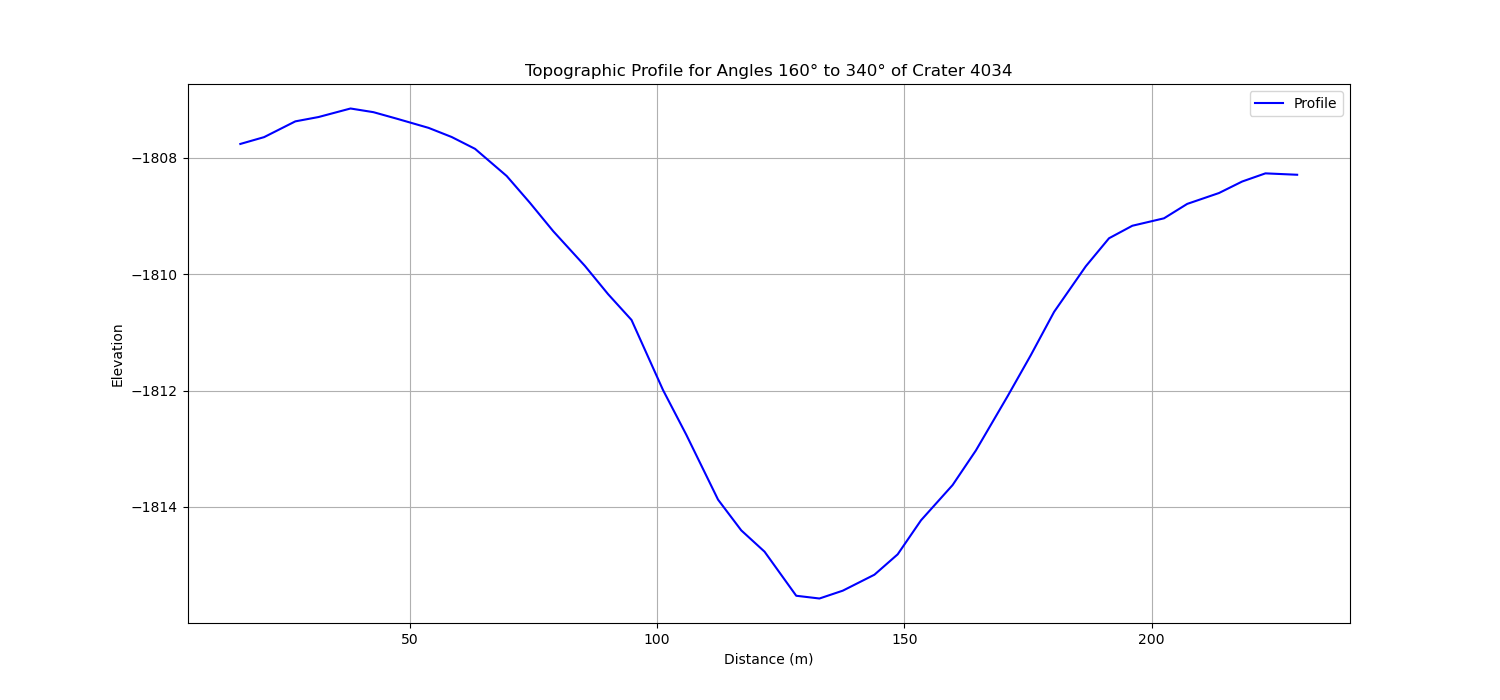 Topographic Profile for Angles 160° to 340° of Crater 4034
Profile
−1808
−1810
−1812
−1814
Elevation
50 100 150 200
Distance (m)